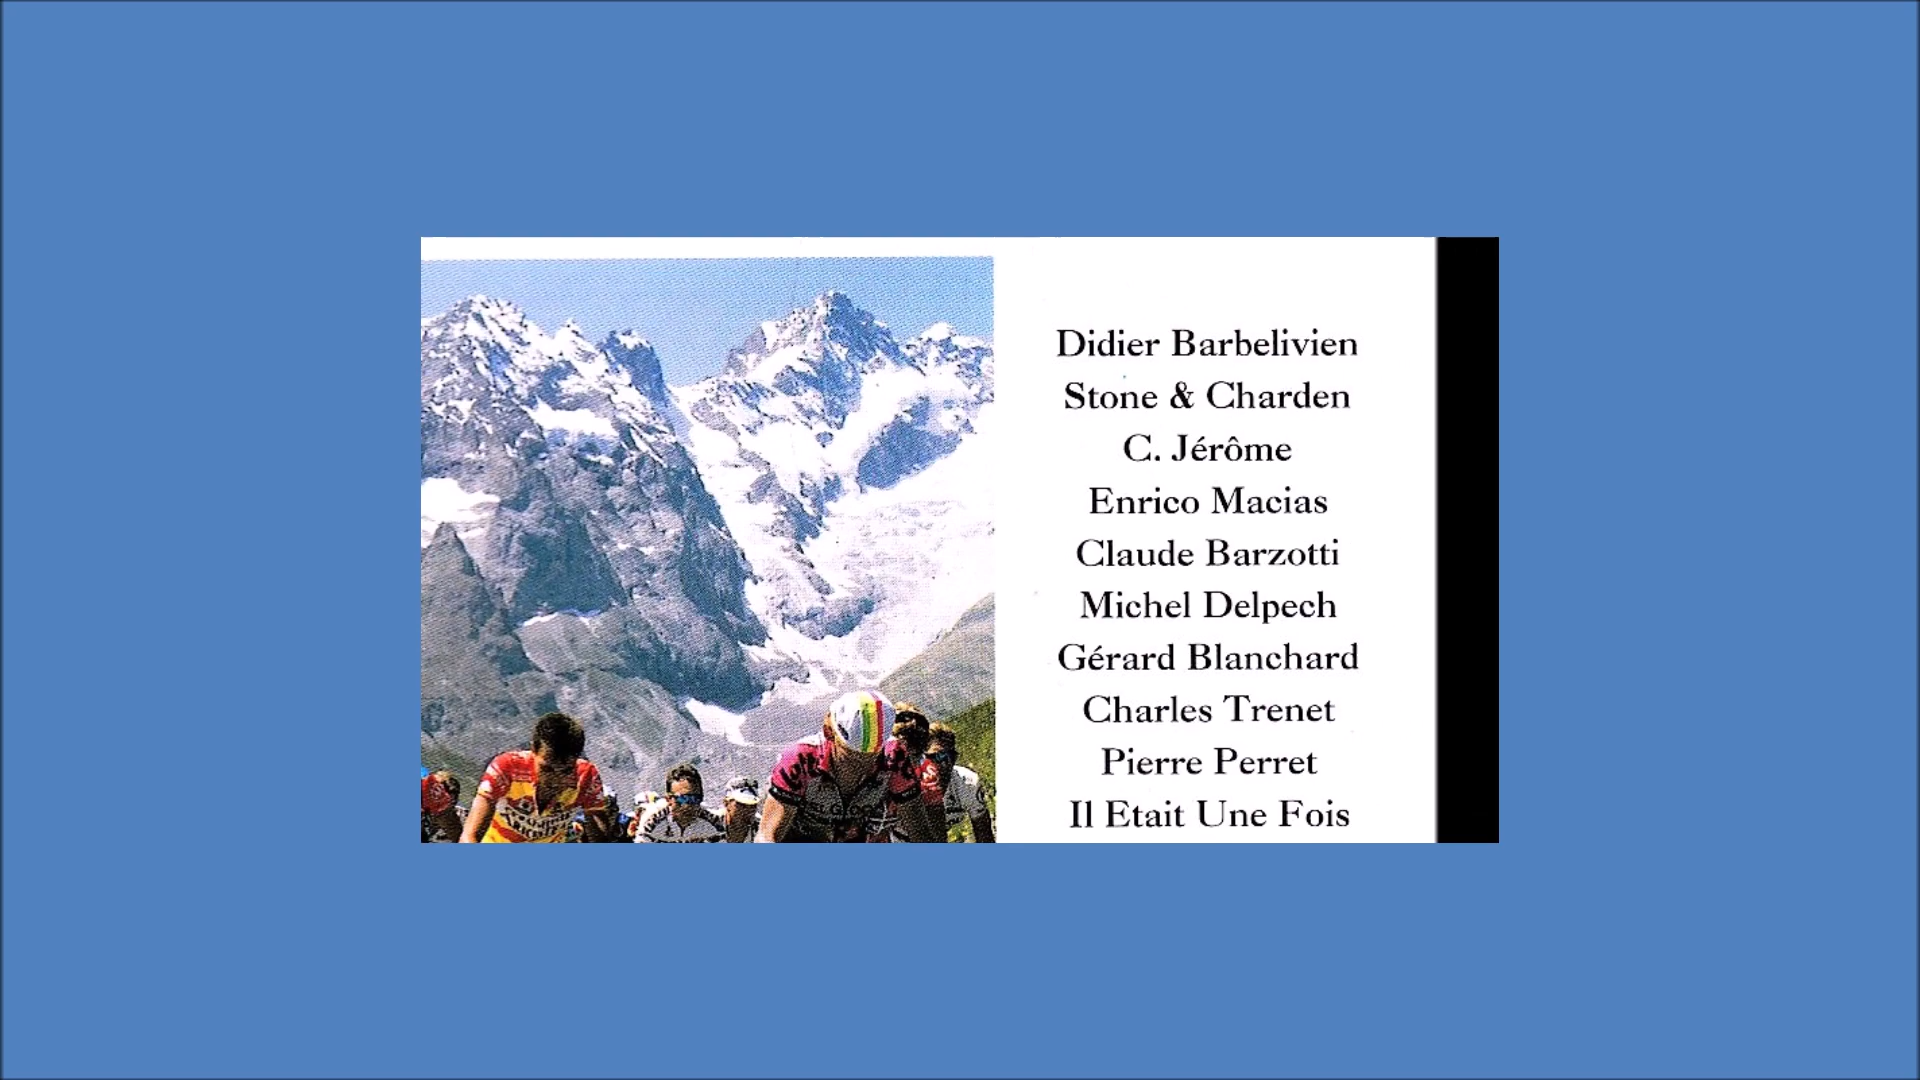 Didier Barbelivien
Stone & Charden
C. Jérôme
Enrico Macias
Claude Barzotti
Michel Delpech
Gérard Blanchard
Charles Trenet
Pierre Perret
Il Etait Une Fois